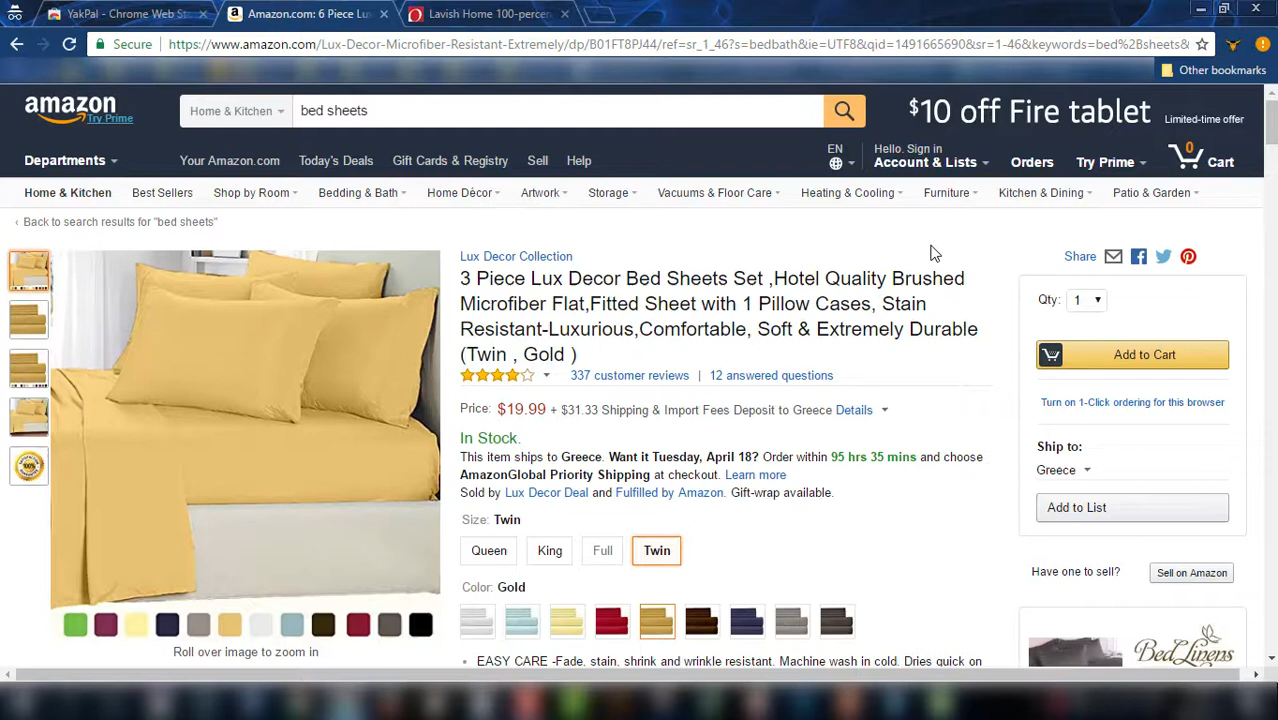 YakPal - Chrome Web St
Amazon.com: 6 Piece Lu
Lavish Home 100-percen
Secure
https://www.amazon.com/Lux-Decor-Microfiber-Resistant-Extremely/dp/B01FT8PJ44/ref=sr_1_46?s=bedbath&ie=UTF8&qid=1491665690&sr=1-46&keywords=bed%2Bsheets&
Other bookmarks
amazon
Try Prime
Home & Kitchen
bed sheets
$10 off Fire tablet
Limited-time offer
Departments
Your Amazon.com
Today's Deals
Gift Cards & Registry
Sell
Help
EN
Hello. Sign in
Account & Lists
Orders
Try Prime
0
Cart
Home & Kitchen
Best Sellers
Shop by Room
Bedding & Bath
Home Décor
Artwork
Storage
Vacuums & Floor Care
Heating & Cooling
Furniture
Kitchen & Dining
Patio & Garden
‹ Back to search results for "bed sheets"
Lux Decor Collection
3 Piece Lux Decor Bed Sheets Set ,Hotel Quality Brushed
Microfiber Flat,Fitted Sheet with 1 Pillow Cases, Stain
Resistant-Luxurious,Comfortable, Soft & Extremely Durable
(Twin , Gold )
337 customer reviews | 12 answered questions
Price: $19.99 + $31.33 Shipping & Import Fees Deposit to Greece Details
In Stock.
This item ships to Greece. Want it Tuesday, April 18? Order within 95 hrs 35 mins and choose
AmazonGlobal Priority Shipping at checkout. Learn more
Sold by Lux Decor Deal and Fulfilled by Amazon. Gift-wrap available.
Size: Twin
Queen
King
Full
Twin
Color: Gold
• EASY CARE -Fade, stain, shrink and wrinkle resistant. Machine wash in cold. Dries quick on
100%
Roll over image to zoom in
Share
Qty: 1
Add to Cart
Turn on 1-Click ordering for this browser
Ship to:
Greece
Add to List
Have one to sell?
Sell on Amazon
Bed Linens